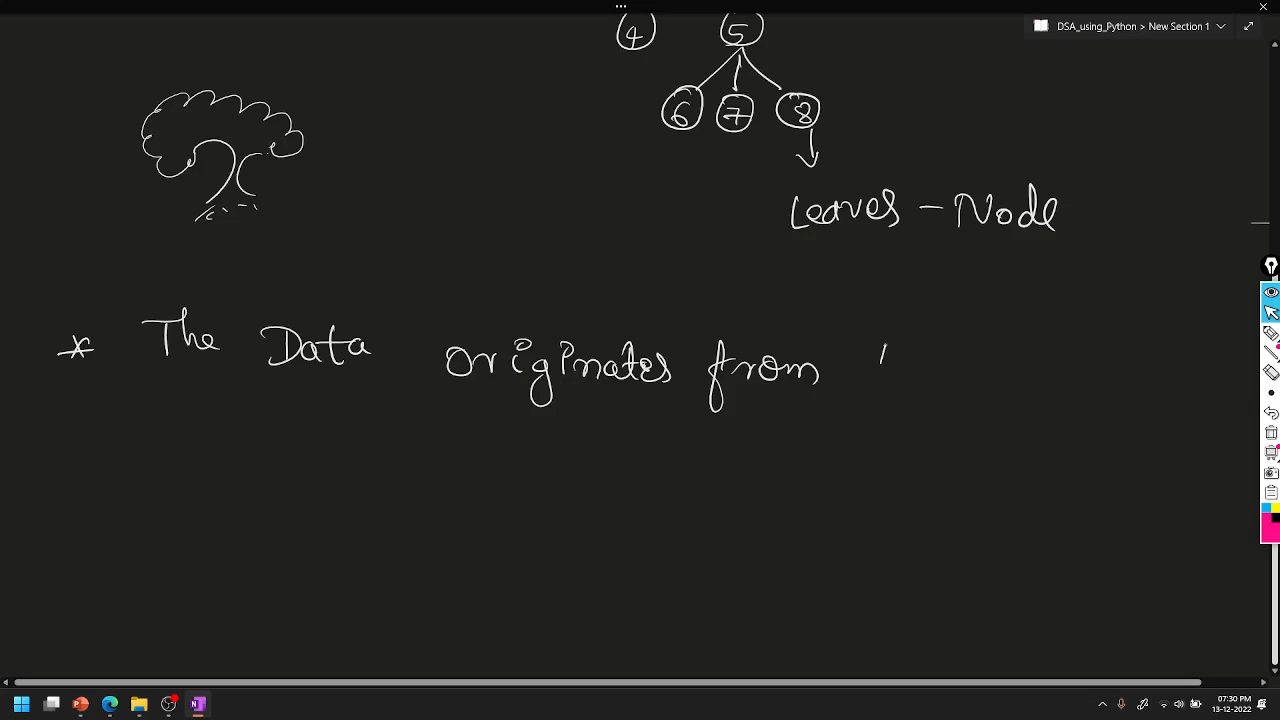 ...
DSA_using_Python > New Section 1
4 5
6 7 8
Leaves - Node
* The Data originates from
07:30 PM
13-12-2022